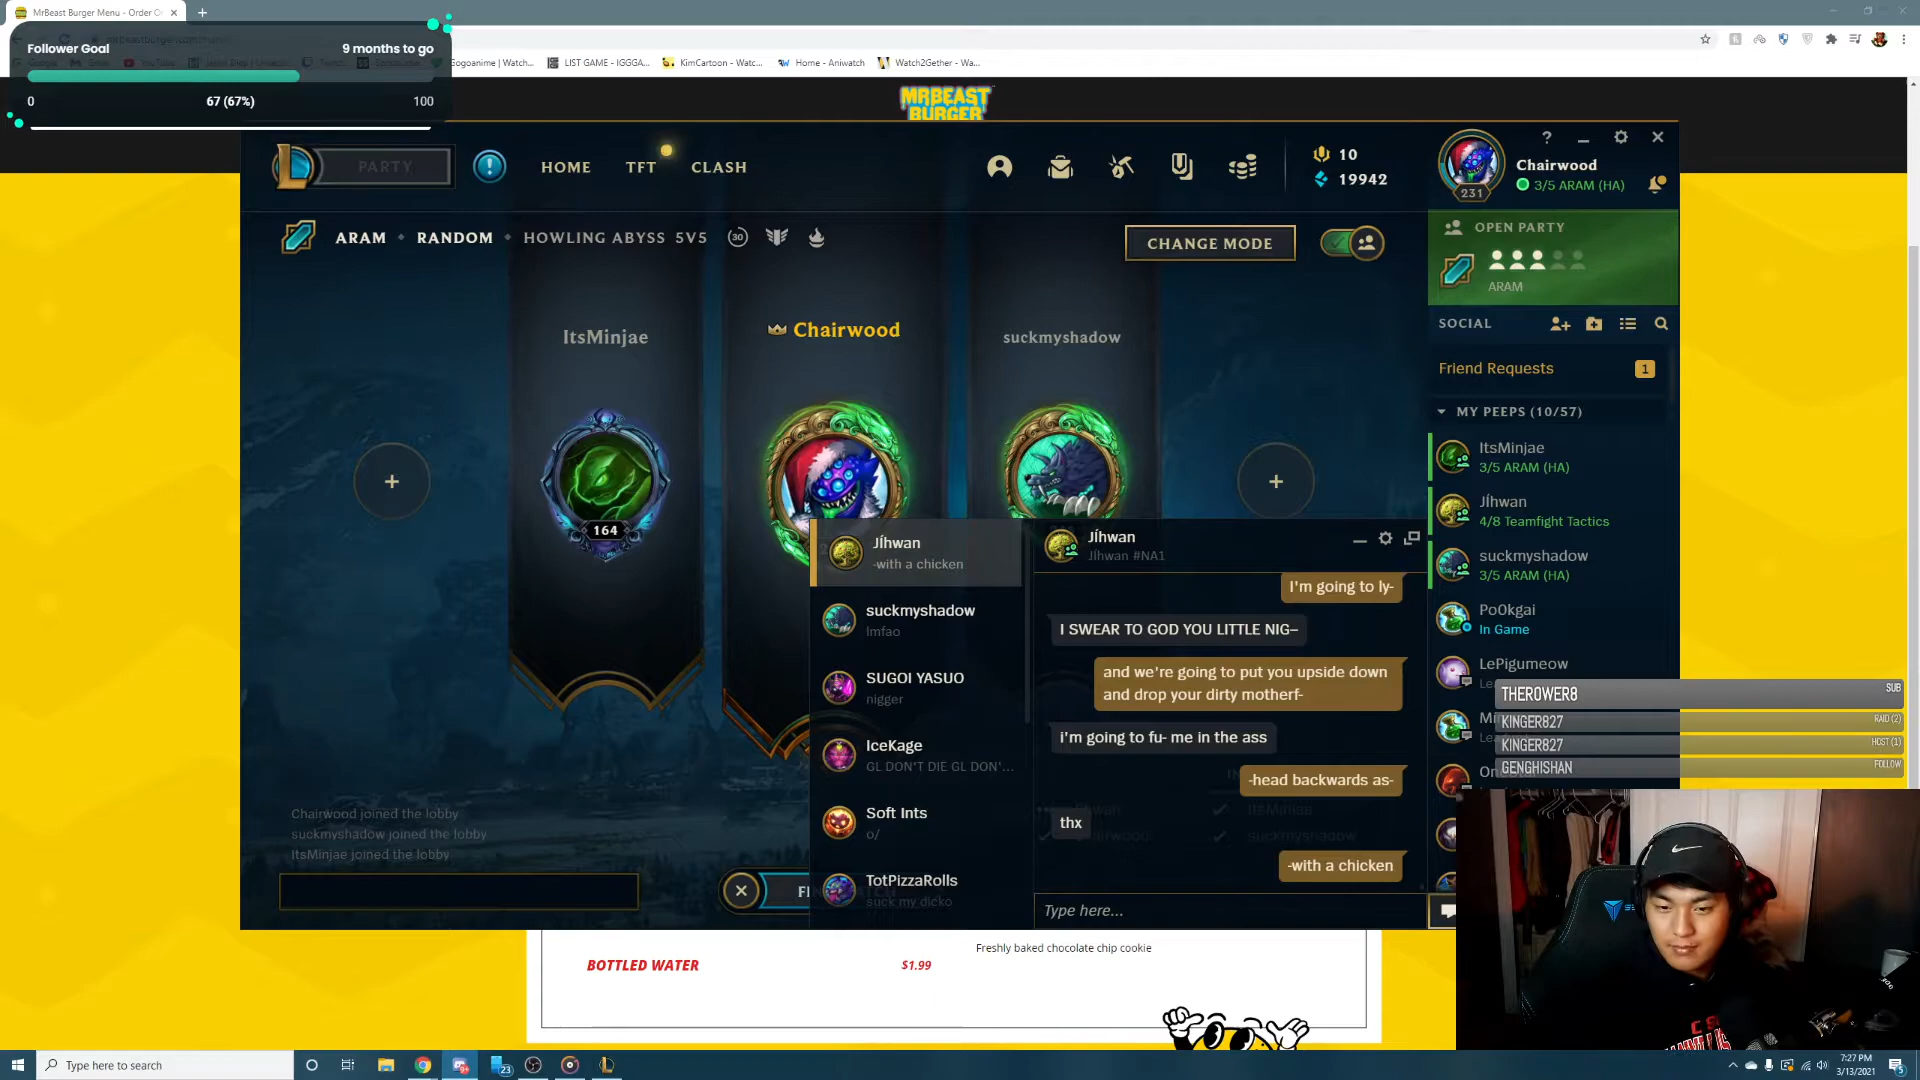 MrBeast Burger Menu - Order O
Follower Goal
9 months to go
0
67 (67%)
100
Gogoanime | Watch...
LIST GAME - IGGGA...
KimCartoon - Watc...
Home - Aniwatch
Watch2Gether - Wa...
MRBEAST
BURGER
PARTY
HOME
TFT
CLASH
10
19942
Chairwood
231
3/5 ARAM (HA)
ARAM
RANDOM
HOWLING ABYSS 5V5
30
CHANGE MODE
OPEN PARTY
ARAM
SOCIAL
Friend Requests
1
MY PEEPS (10/57)
ItsMinjae
3/5 ARAM (HA)
JÍhwan
4/8 Teamfight Tactics
suckmyshadow
3/5 ARAM (HA)
Po0kgai
In Game
LePigumeow
ItsMinjae
Chairwood
suckmyshadow
164
JÍhwan
-with a chicken
suckmyshadow
lmfao
SUGOI YASUO
nigger
IceKage
GL DON'T DIE GL DON'...
Soft Ints
o/
TotPizzaRolls
suck my dicko
JÍhwan
JÍhwan #NA1
I'm going to ly-
I SWEAR TO GOD YOU LITTLE NIG–
and we're going to put you upside down
and drop your dirty motherf-
i'm going to fu- me in the ass
-head backwards as-
thx
-with a chicken
Type here...
Chairwood joined the lobby
suckmyshadow joined the lobby
ItsMinjae joined the lobby
THEROWER8
SUB
KINGER827
RAID (2)
KINGER827
HOST (1)
GENGHISHAN
FOLLOW
Freshly baked chocolate chip cookie
BOTTLED WATER
$1.99
Type here to search
23
7:27 PM
3/13/2021
5